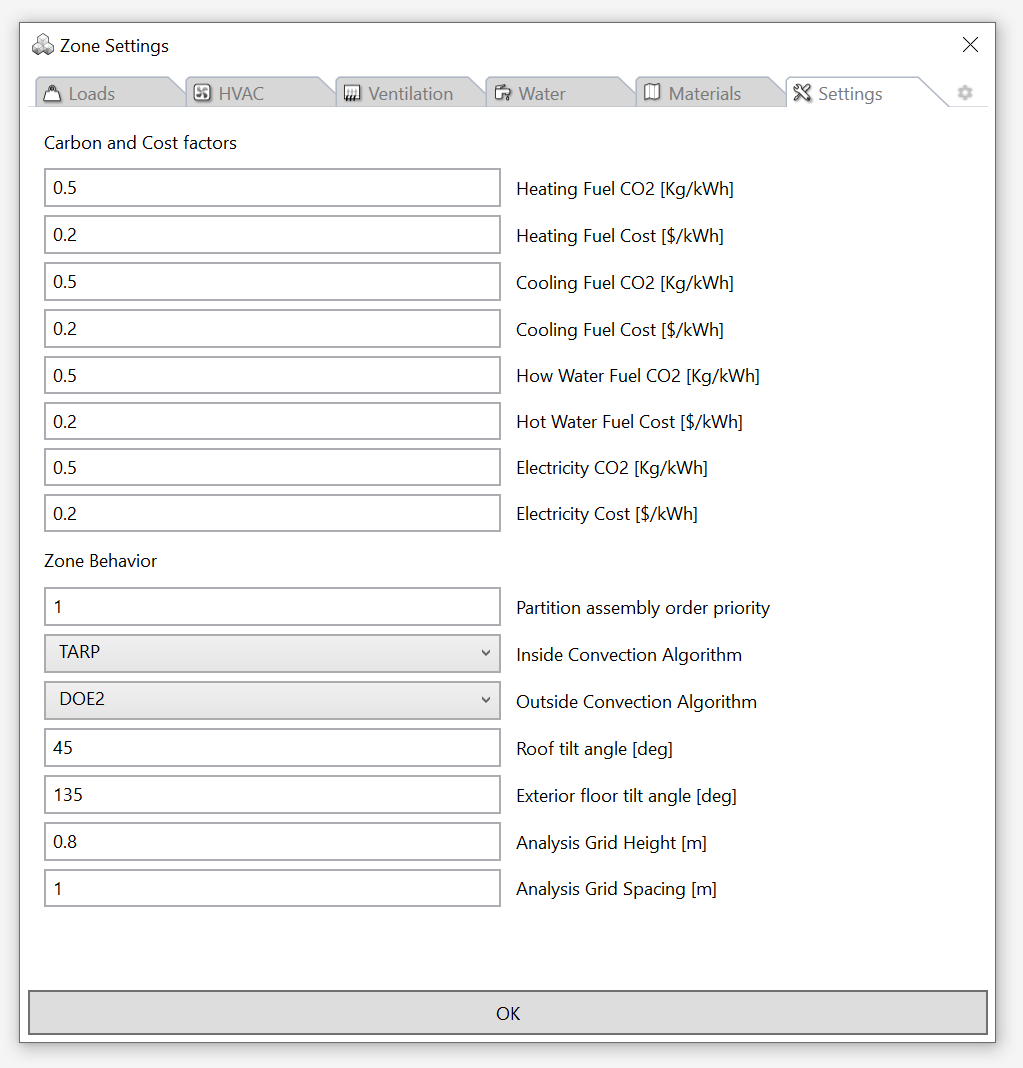 Zone Settings
Loads HVAC Ventilation Water Materials Settings
Carbon and Cost factors
0.5 Heating Fuel CO2 [Kg/kWh]
0.2 Heating Fuel Cost [$/kWh]
0.5 Cooling Fuel CO2 [Kg/kWh]
0.2 Cooling Fuel Cost [$/kWh]
0.5 How Water Fuel CO2 [Kg/kWh]
0.2 Hot Water Fuel Cost [$/kWh]
0.5 Electricity CO2 [Kg/kWh]
0.2 Electricity Cost [$/kWh]
Zone Behavior
1 Partition assembly order priority
TARP Inside Convection Algorithm
DOE2 Outside Convection Algorithm
45 Roof tilt angle [deg]
135 Exterior floor tilt angle [deg]
0.8 Analysis Grid Height [m]
1 Analysis Grid Spacing [m]
OK